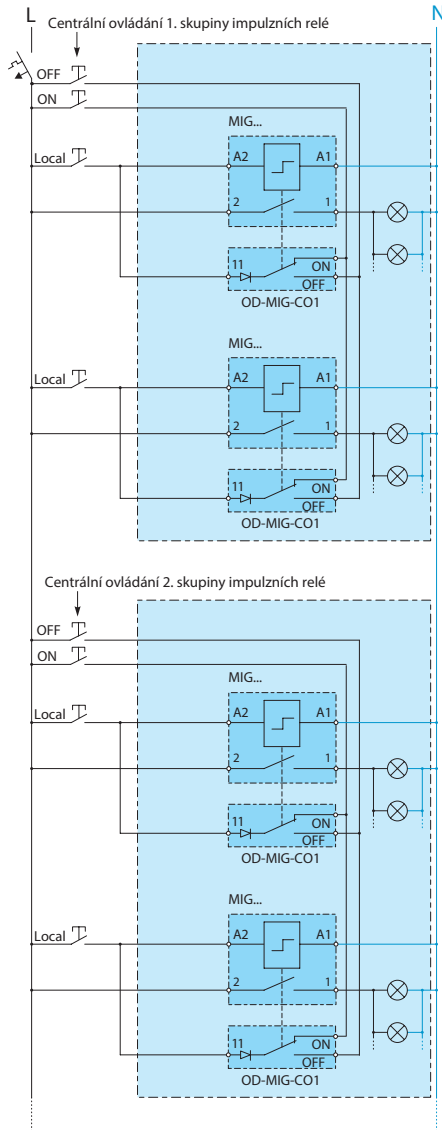 L N
Centrální ovládání 1. skupiny impulzních relé
OFF
ON
MIG...
Local A2 A1
2 1
11 ON
OFF
OD-MIG-CO1
MIG...
Local A2 A1
2 1
11 ON
OFF
OD-MIG-CO1
Centrální ovládání 2. skupiny impulzních relé
OFF
ON
MIG...
Local A2 A1
2 1
11 ON
OFF
OD-MIG-CO1
MIG...
Local A2 A1
2 1
11 ON
OFF
OD-MIG-CO1